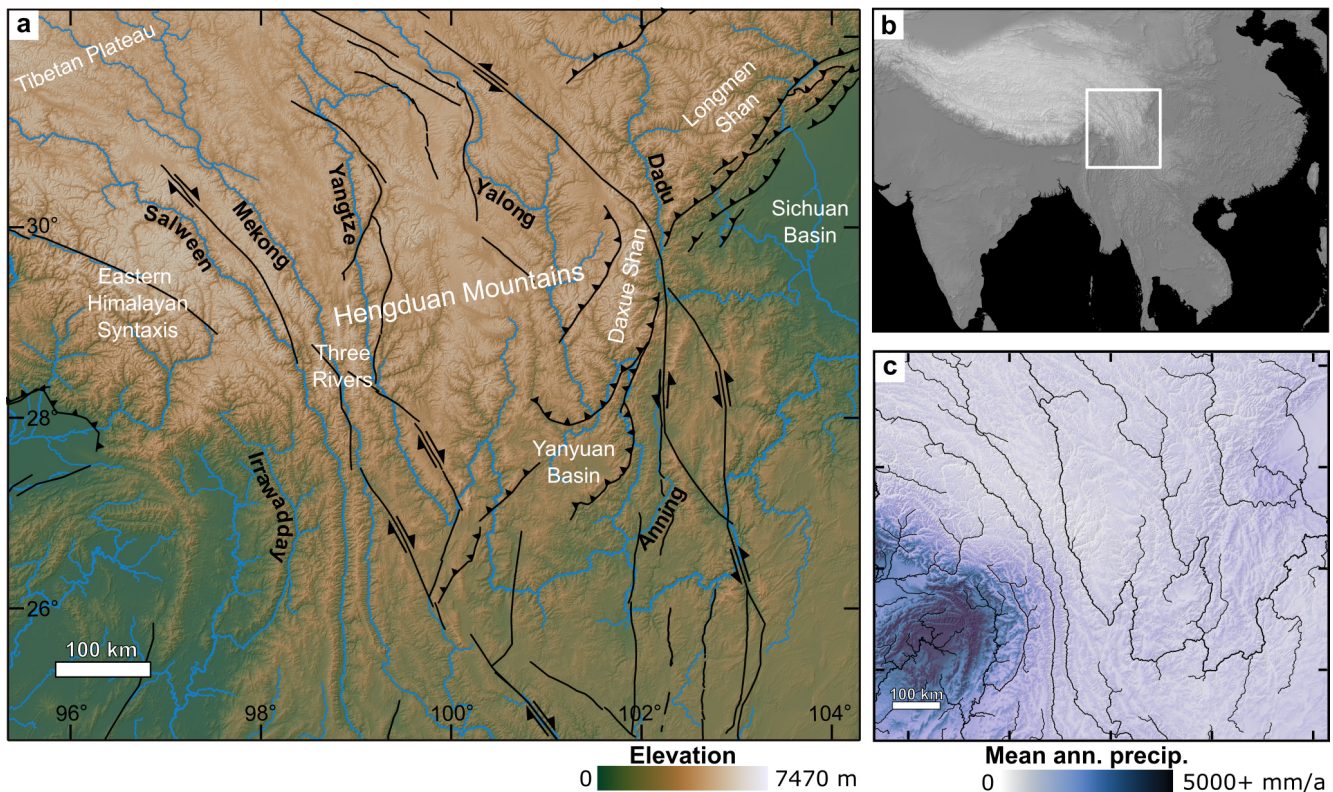 a
Tibetan Plateau
Longmen
Shan
Dadu
Yangtze
Yalong
Sichuan
Basin
30°
Salween
Mekong
Eastern
Himalayan
Syntaxis
Hengduan Mountains
Daxue Shan
Three
Rivers
28°
Yanyuan
Basin
Irrawadday
Anning
26°
100 km
96°
98°
100°
102°
104°
Elevation
0
7470 m
b
c
100 km
Mean ann. precip.
0
5000+ mm/a